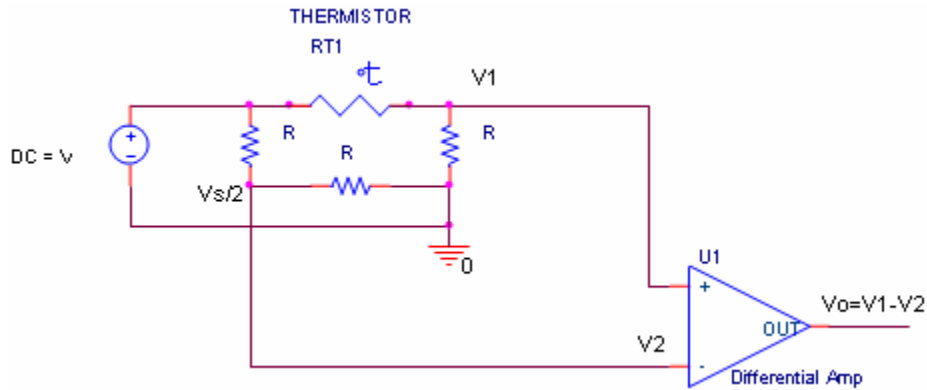 THERMISTOR
RT1
°t
V1
R
R
R
DC = V
Vs/2
0
U1
+
OUT
-
Vo=V1-V2
V2
Differential Amp